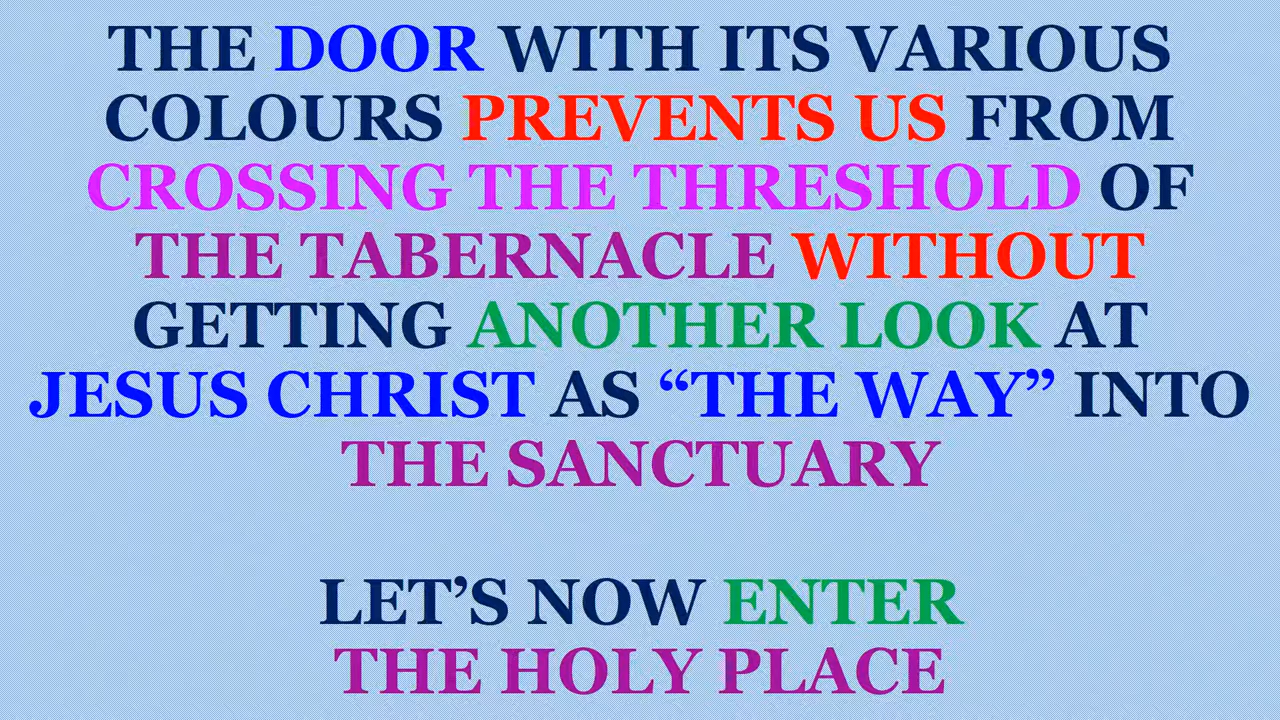 THE DOOR WITH ITS VARIOUS
COLOURS PREVENTS US FROM
CROSSING THE THRESHOLD OF
THE TABERNACLE WITHOUT
GETTING ANOTHER LOOK AT
JESUS CHRIST AS “THE WAY” INTO
THE SANCTUARY
LET’S NOW ENTER
THE HOLY PLACE